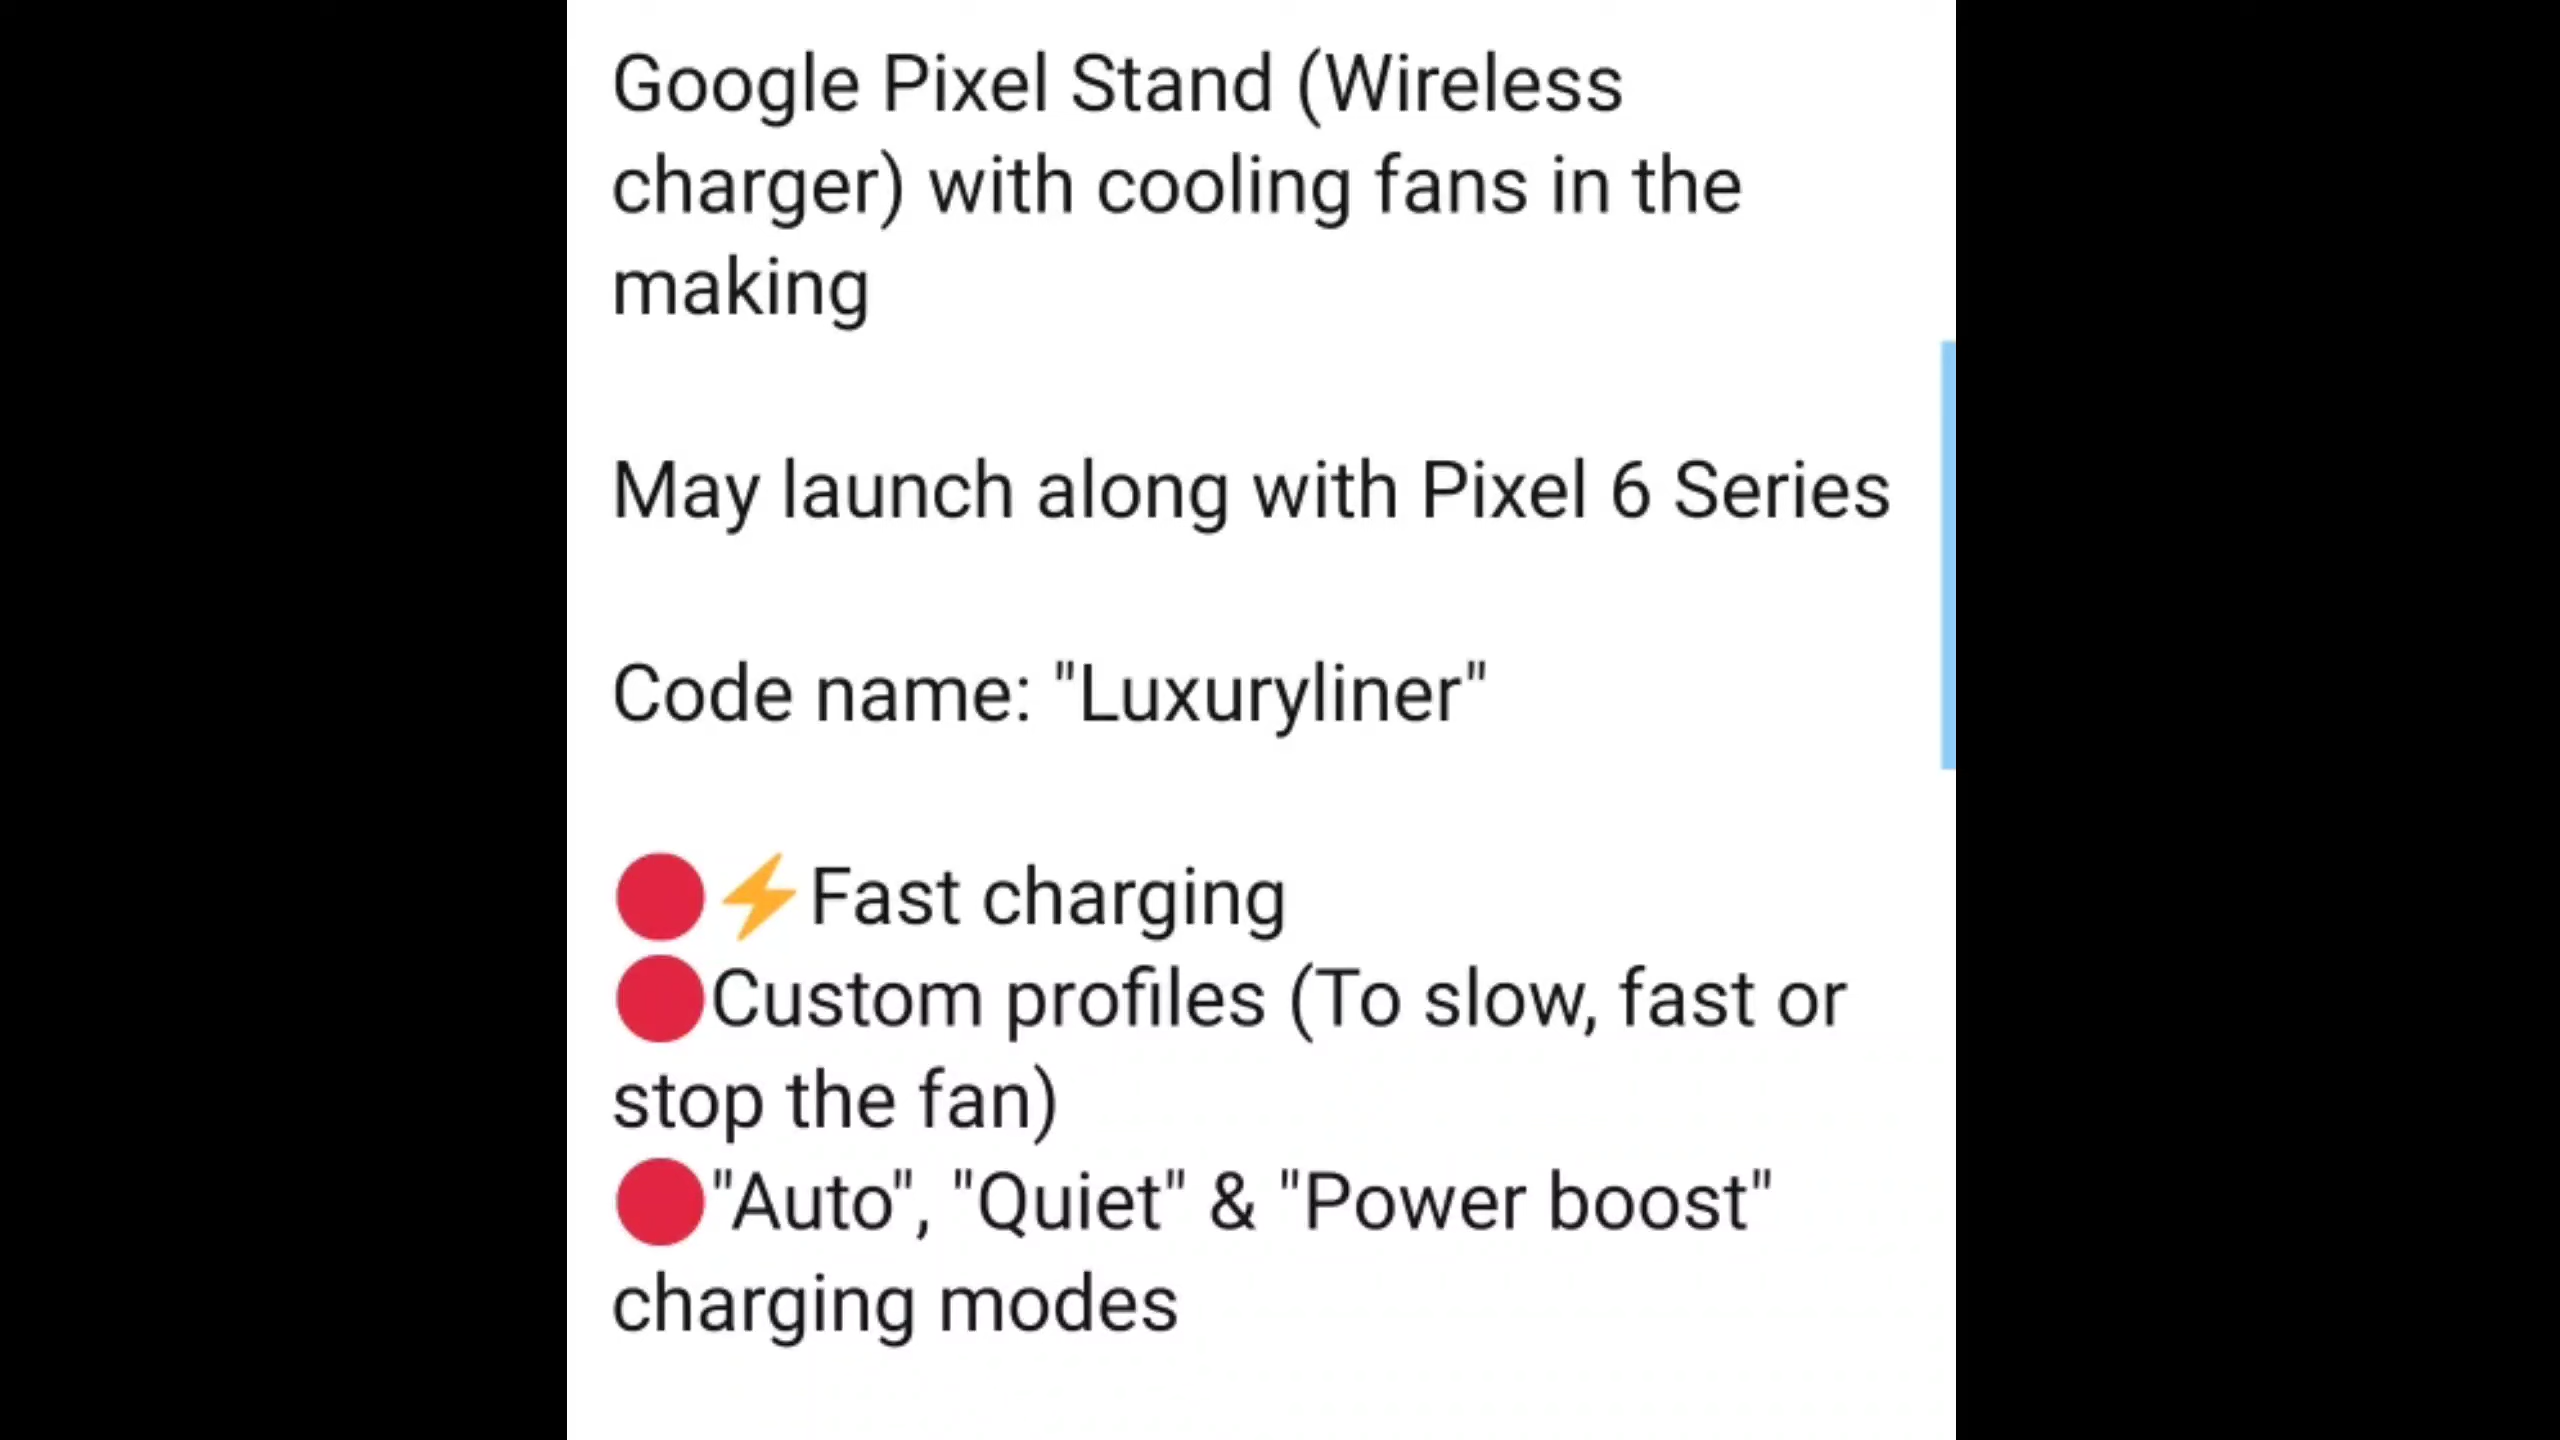 Google Pixel Stand (Wireless
charger) with cooling fans in the
making
May launch along with Pixel 6 Series
Code name: "Luxuryliner"
🔴⚡Fast charging
🔴Custom profiles (To slow, fast or
stop the fan)
🔴"Auto", "Quiet" & "Power boost"
charging modes